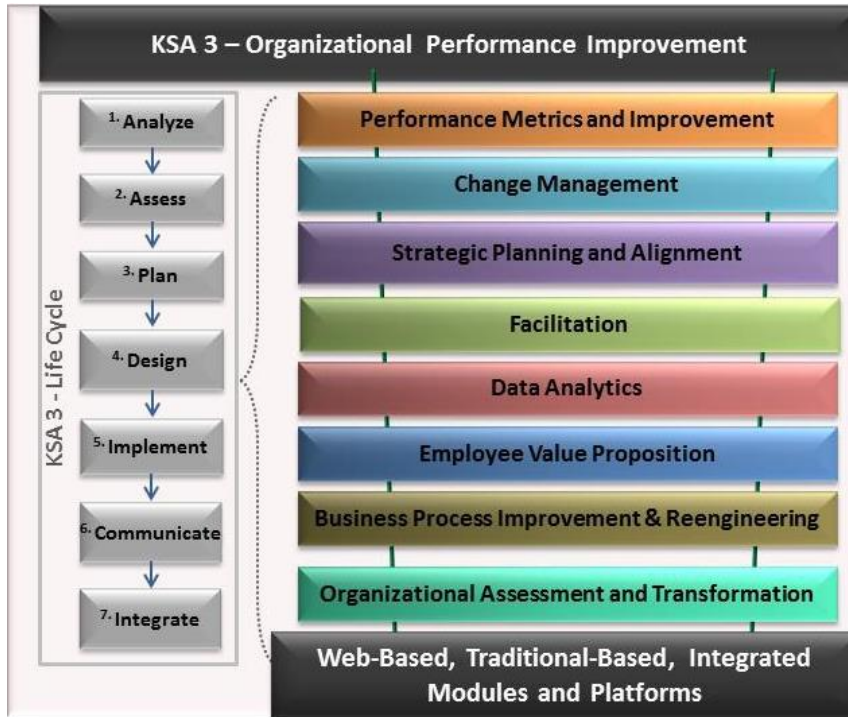 KSA 3 – Organizational Performance Improvement
KSA 3 - Life Cycle
1. Analyze
2. Assess
3. Plan
4. Design
5. Implement
6. Communicate
7. Integrate
Performance Metrics and Improvement
Change Management
Strategic Planning and Alignment
Facilitation
Data Analytics
Employee Value Proposition
Business Process Improvement & Reengineering
Organizational Assessment and Transformation
Web-Based, Traditional-Based, Integrated
Modules and Platforms